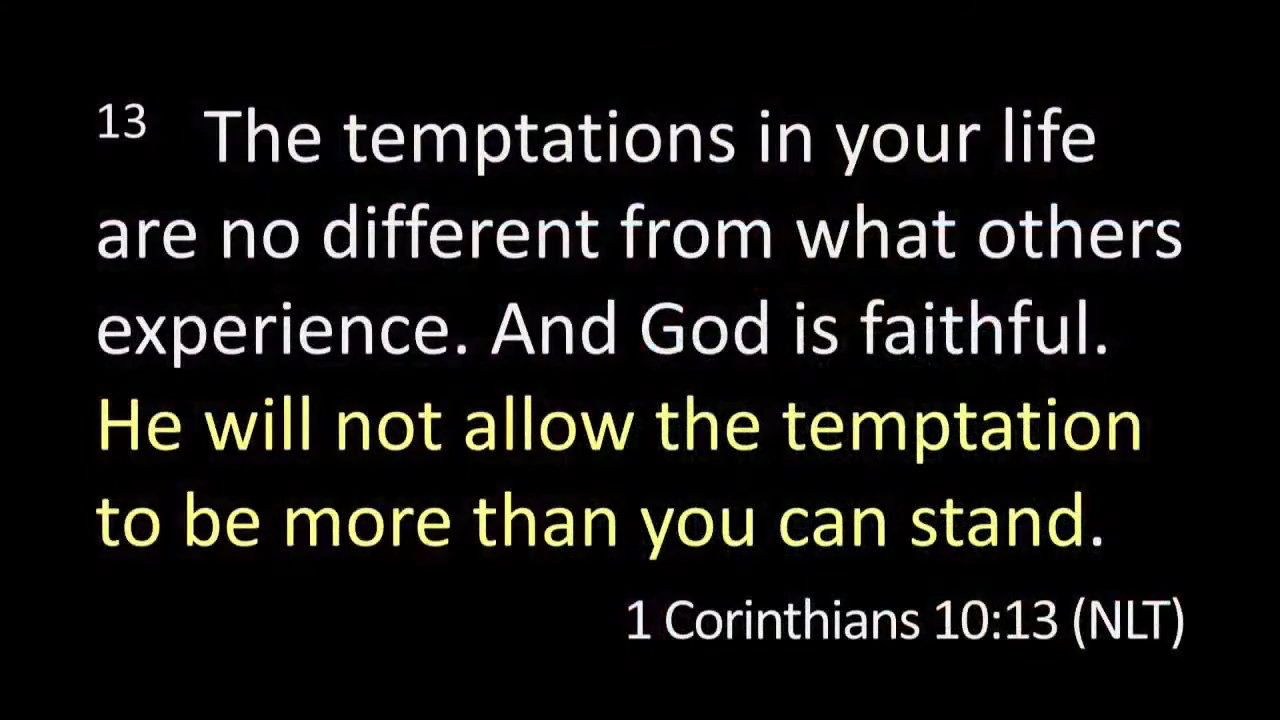 13 The temptations in your life
are no different from what others
experience. And God is faithful.
He will not allow the temptation
to be more than you can stand.
1 Corinthians 10:13 (NLT)